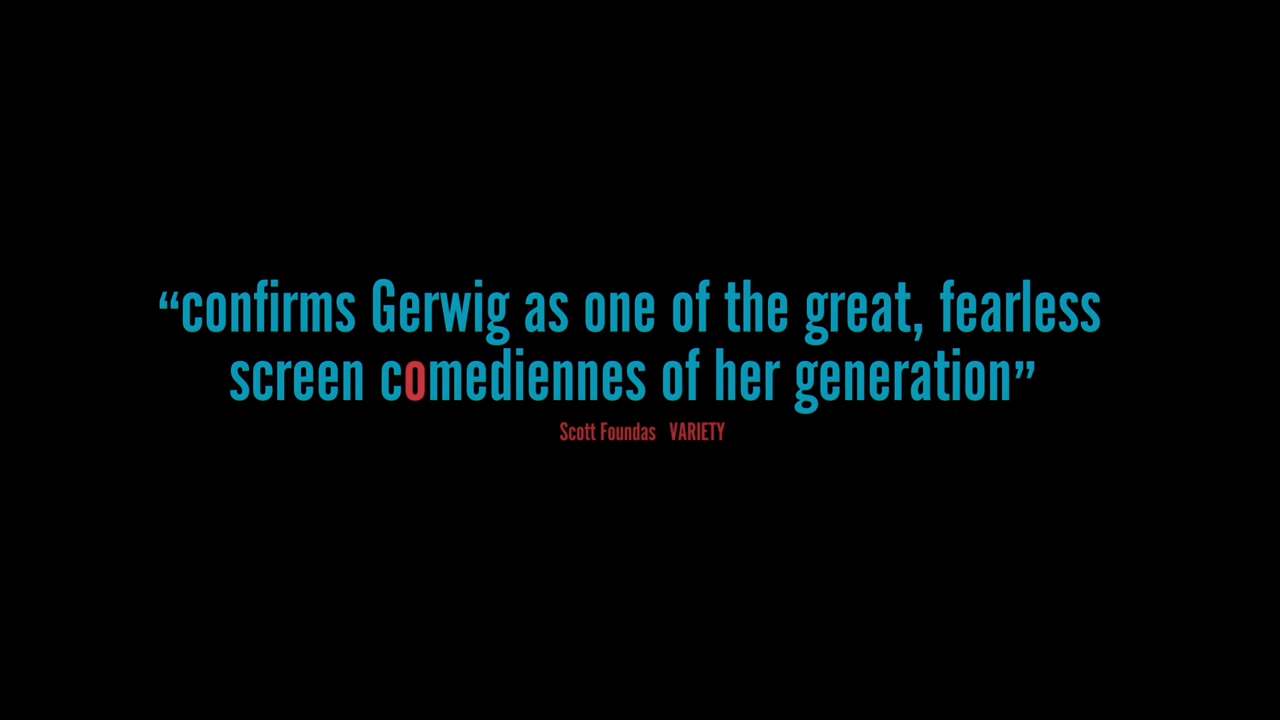 “confirms Gerwig as one of the great, fearless
screen comediennes of her generation”
Scott Foundas VARIETY